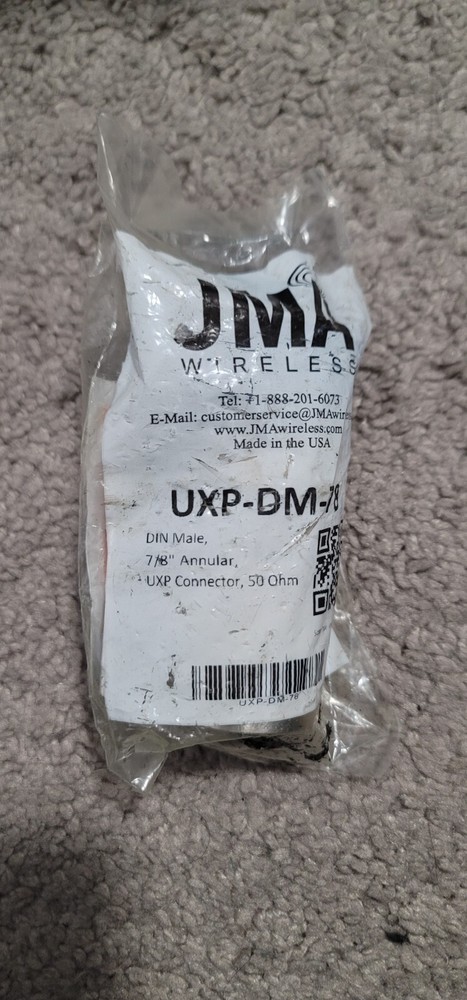 JMA
WIRELESS
Tel: +1-888-201-6073
E-Mail: customerservice@JMAwire
www.JMAwireless.com
Made in the USA
UXP-DM-78
DIN Male,
7/8" Annular,
UXP Connector, 50 Ohm
UXP-DM-78